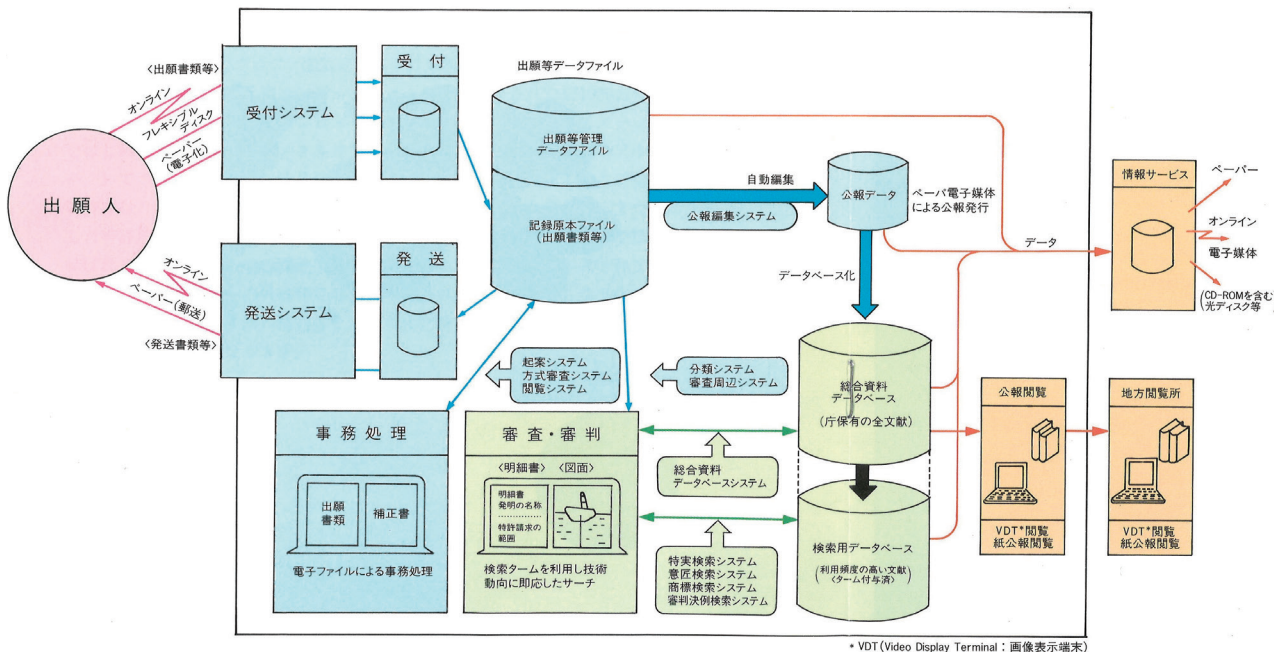 〈出願書類等〉
オンライン
フレキシブル
ディスク
ペーパー
(電子化)
出願人
オンライン
ペーパー(郵送)
〈発送書類等〉
受付システム
受付
発送システム
発送
出願等データファイル
出願等管理
データファイル
記録原本ファイル
(出願書類等)
自動編集
公報編集システム
公報データ
ペーパ電子媒体
による公報発行
データベース化
データ
情報サービス
ペーパー
オンライン
電子媒体
(CD-ROMを含む
光ディスク等)
起案システム
方式審査システム
閲覧システム
分類システム
審査周辺システム
総合資料
データベース
(庁保有の全文献)
公報閲覧
VDT*閲覧
紙公報閲覧
地方閲覧所
VDT*閲覧
紙公報閲覧
事務処理
出願
書類
補正書
電子ファイルによる事務処理
審査・審判
〈明細書〉〈図面〉
明細書
発明の名称
特許請求の
範囲
検索タームを利用し技術
動向に即応したサーチ
総合資料
データベースシステム
特実検索システム
意匠検索システム
商標検索システム
審判決例検索システム
検索用データベース
(利用頻度の高い文献)
〈ターム付与済〉
* VDT(Video Display Terminal：画像表示端末)